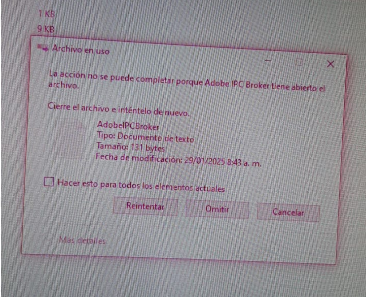 1 KB
9 KB
Archivo en uso
La acción no se puede completar porque Adobe IPC Broker tiene abierto el
archivo.
Cierre el archivo e inténtelo de nuevo.
AdobeIPCBroker
Tipo: Documento de texto
Tamaño: 131 bytes
Fecha de modificación: 29/01/2025 8:43 a. m.
Hacer esto para todos los elementos actuales
Reintentar
Omitir
Cancelar
Más detalles